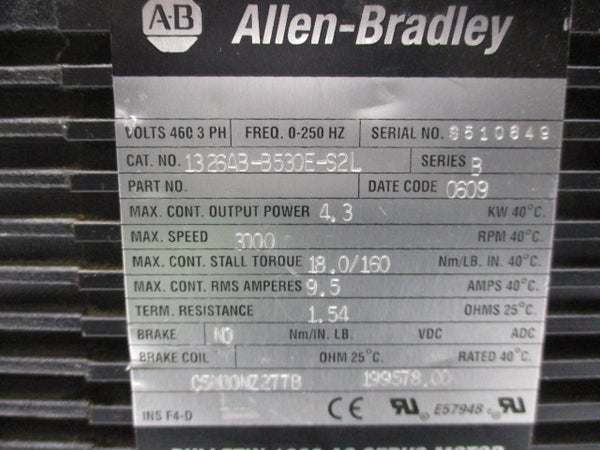 AB Allen-Bradley
VOLTS 460 3 PH FREQ. 0-250 HZ SERIAL NO. S510649
CAT. NO. 1326AB-B530E-S2L SERIES B
PART NO. DATE CODE 0609
MAX. CONT. OUTPUT POWER 4,3 KW 40°C.
MAX. SPEED 3000 RPM 40°C.
MAX. CONT. STALL TORQUE 18.0/160 Nm/LB. IN. 40°C.
MAX. CONT. RMS AMPERES 9.5 AMPS 40°C.
TERM. RESISTANCE 1.54 OHMS 25°C.
BRAKE NO Nm/IN. LB. VDC ADC
BRAKE COIL OHM 25°C. RATED 40°C.
199578.00
INS F4-D CE RU E57948 c RU